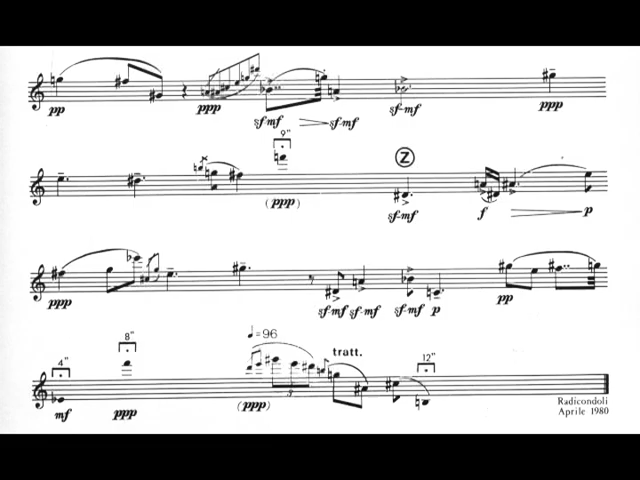 pp ppp sf-mf sf-mf sf-mf ppp
9"
Z
(ppp) sf-mf f p
ppp sf-mf sf-mf sf-mf p pp
♩=96
4" 8" tratt. 12"
mf ppp (ppp) 5
Radicondoli
Aprile 1980